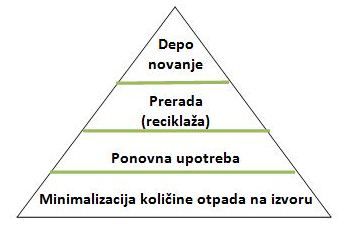 Depo
novanje
Prerada
(reciklaža)
Ponovna upotreba
Minimalizacija količine otpada na izvoru